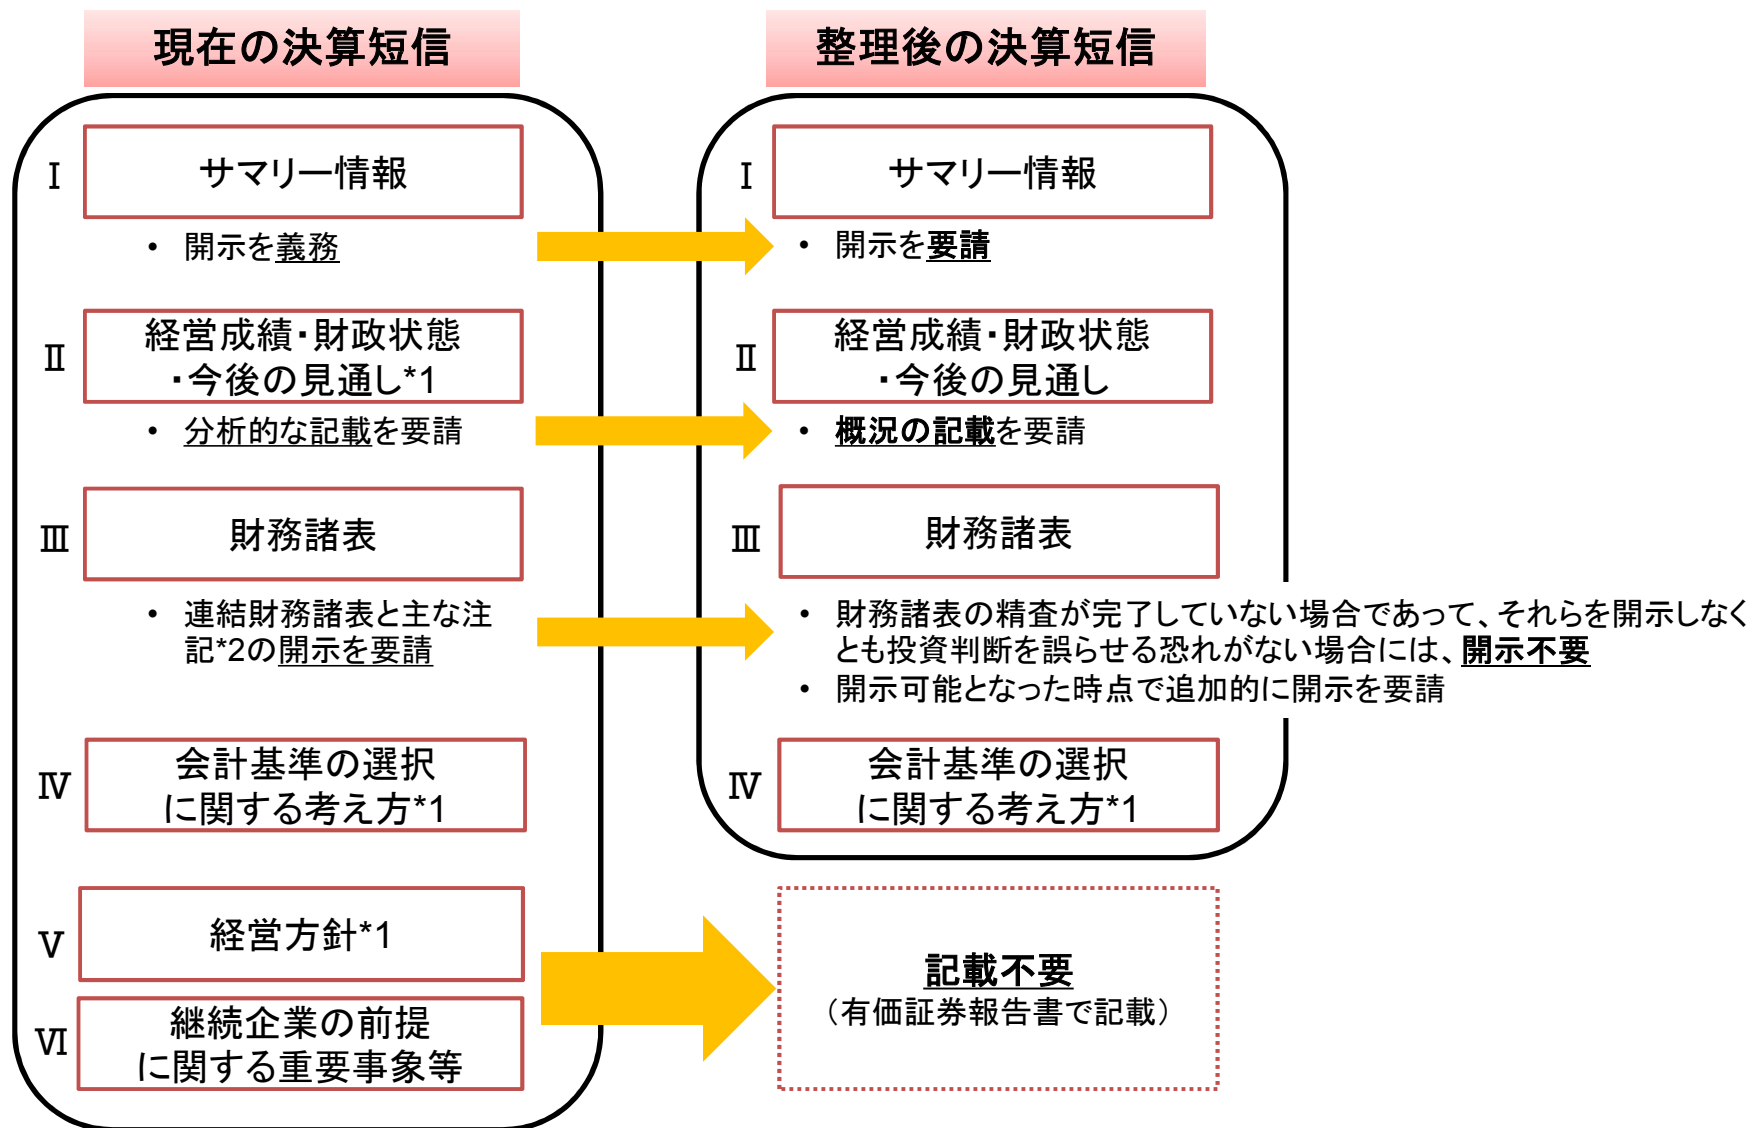 現在の決算短信
Ⅰ
サマリー情報
• 開示を義務
Ⅱ
経営成績・財政状態
・今後の見通し*1
• 分析的な記載を要請
Ⅲ
財務諸表
• 連結財務諸表と主な注
記*2の開示を要請
Ⅳ
会計基準の選択
に関する考え方*1
Ⅴ
経営方針*1
Ⅵ
継続企業の前提
に関する重要事象等
整理後の決算短信
Ⅰ
サマリー情報
• 開示を要請
Ⅱ
経営成績・財政状態
・今後の見通し
• 概況の記載を要請
Ⅲ
財務諸表
• 財務諸表の精査が完了していない場合であって、それらを開示しなく
とも投資判断を誤らせる恐れがない場合には、開示不要
• 開示可能となった時点で追加的に開示を要請
Ⅳ
会計基準の選択
に関する考え方*1
記載不要
（有価証券報告書で記載）